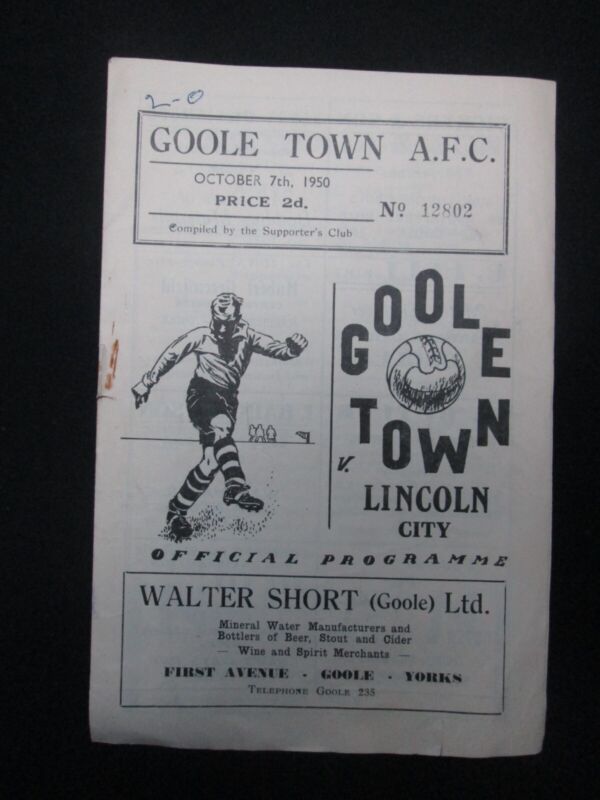 2-0
GOOLE TOWN A.F.C.
OCTOBER 7th, 1950
PRICE 2d.
Nº 12802
Compiled by the Supporter's Club
GOOLE
TOWN
v.
LINCOLN
CITY
OFFICIAL PROGRAMME
WALTER SHORT (Goole) Ltd.
Mineral Water Manufacturers and
Bottlers of Beer, Stout and Cider
— Wine and Spirit Merchants —
FIRST AVENUE - GOOLE - YORKS
TELEPHONE GOOLE 235